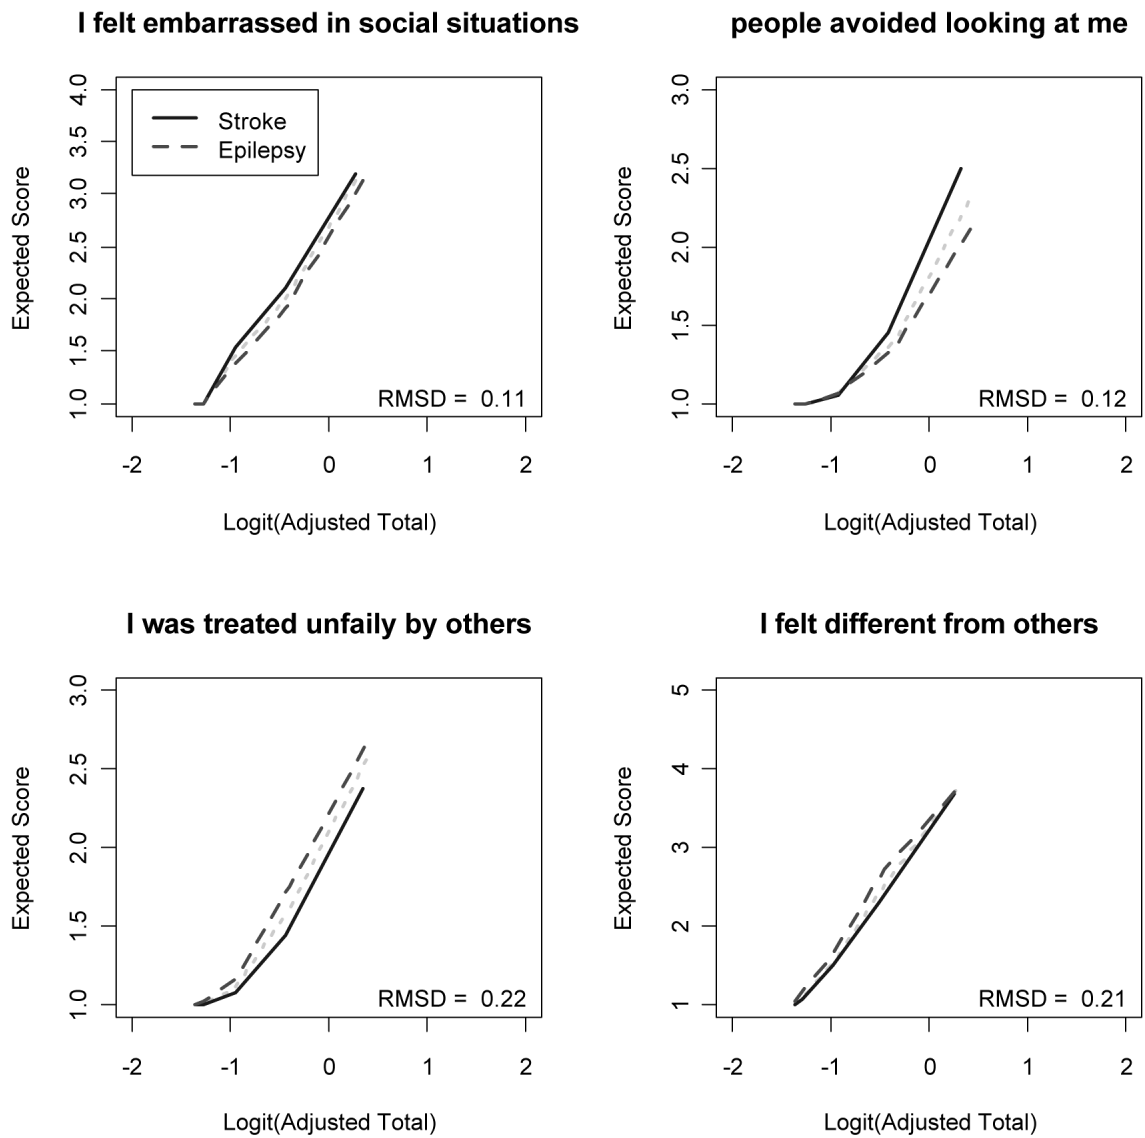 I felt embarrassed in social situations
4.0
3.5
3.0
2.5
2.0
1.5
1.0
Expected Score
Stroke
Epilepsy
RMSD = 0.11
-2 -1 0 1 2
Logit(Adjusted Total)
people avoided looking at me
3.0
2.5
2.0
1.5
1.0
Expected Score
RMSD = 0.12
-2 -1 0 1 2
Logit(Adjusted Total)
I was treated unfaily by others
3.0
2.5
2.0
1.5
1.0
Expected Score
RMSD = 0.22
-2 -1 0 1 2
Logit(Adjusted Total)
I felt different from others
5
4
3
2
1
Expected Score
RMSD = 0.21
-2 -1 0 1 2
Logit(Adjusted Total)